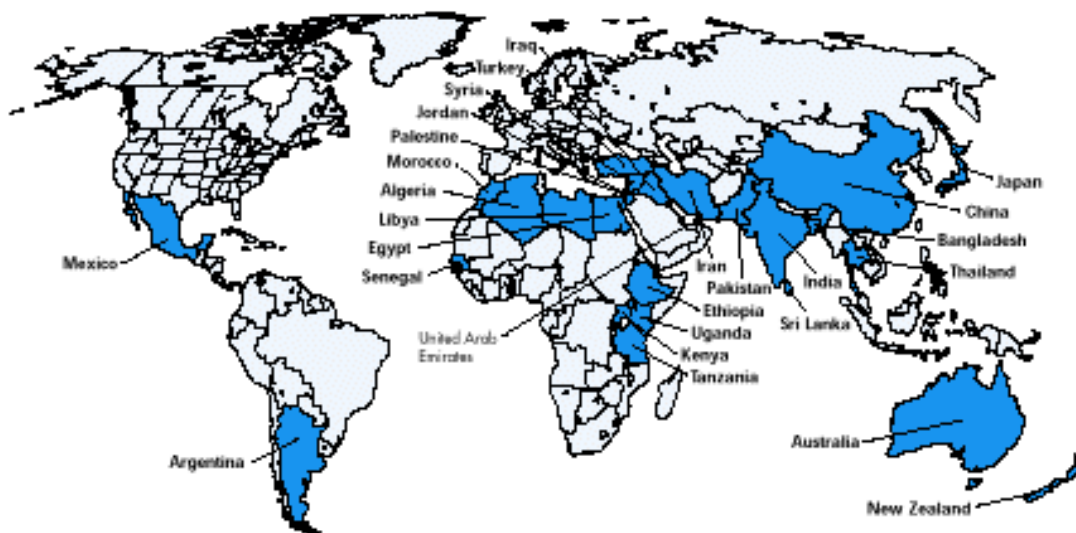 Iraq
Turkey
Syria
Jordan
Palestine
Morocco
Algeria
Libya
Egypt
Senegal
United Arab
Emirates
Mexico
Argentina
Iran
Pakistan
Ethiopia
Uganda
Kenya
Tanzania
India
Sri Lanka
Japan
China
Bangladesh
Thailand
Australia
New Zealand